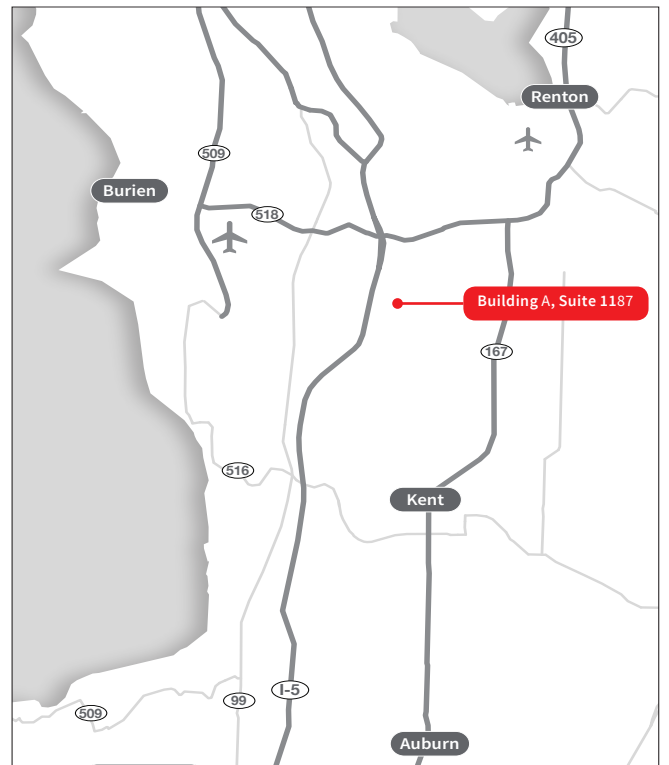 405
Renton
509
Burien
518
Building A, Suite 1187
167
516
Kent
I-5
99
509
Auburn